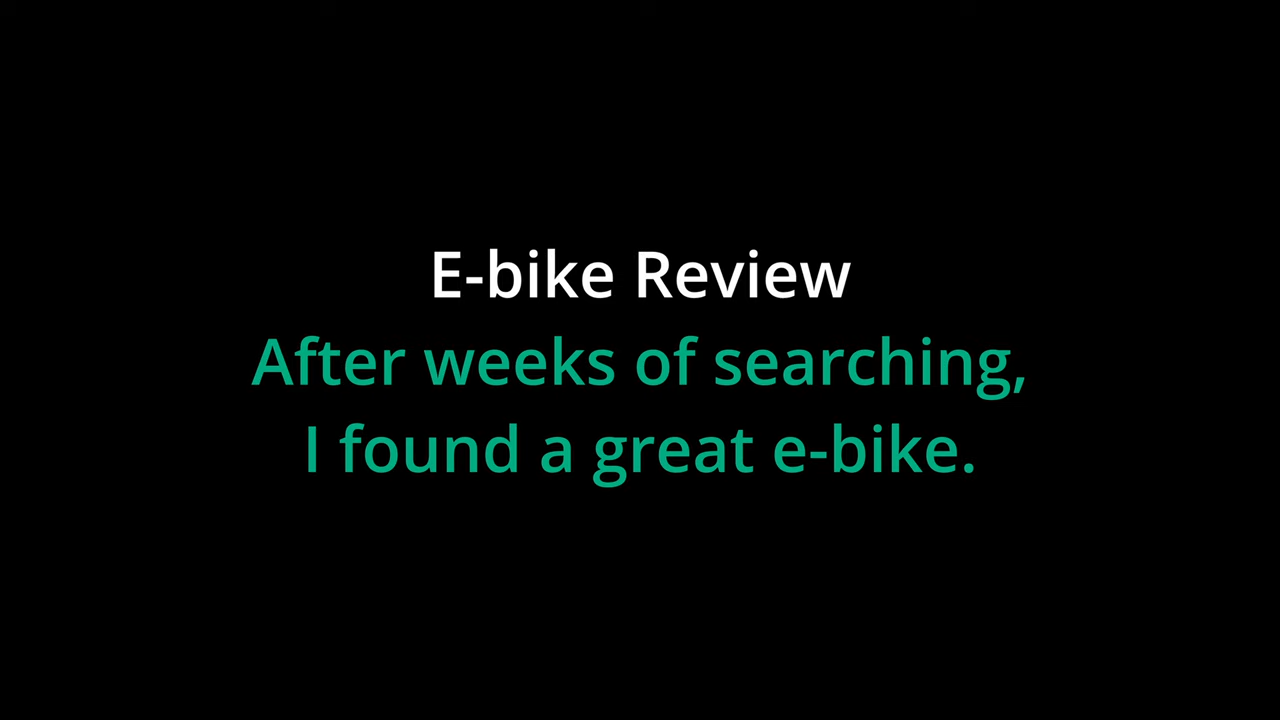 E-bike Review
After weeks of searching,
I found a great e-bike.